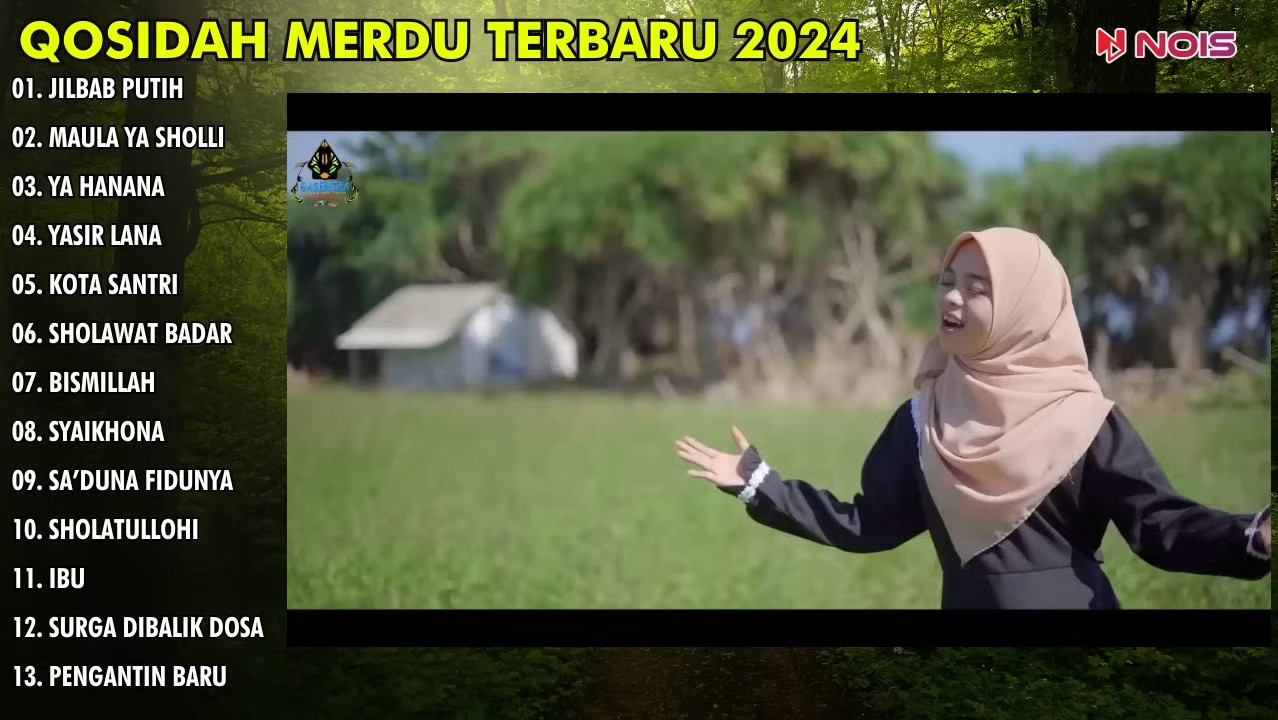 QOSIDAH MERDU TERBARU 2024
NOIS
01. JILBAB PUTIH
02. MAULA YA SHOLLI
03. YA HANANA
04. YASIR LANA
05. KOTA SANTRI
06. SHOLAWAT BADAR
07. BISMILLAH
08. SYAIKHONA
09. SA’DUNA FIDUNYA
10. SHOLATULLOHI
11. IBU
12. SURGA DIBALIK DOSA
13. PENGANTIN BARU